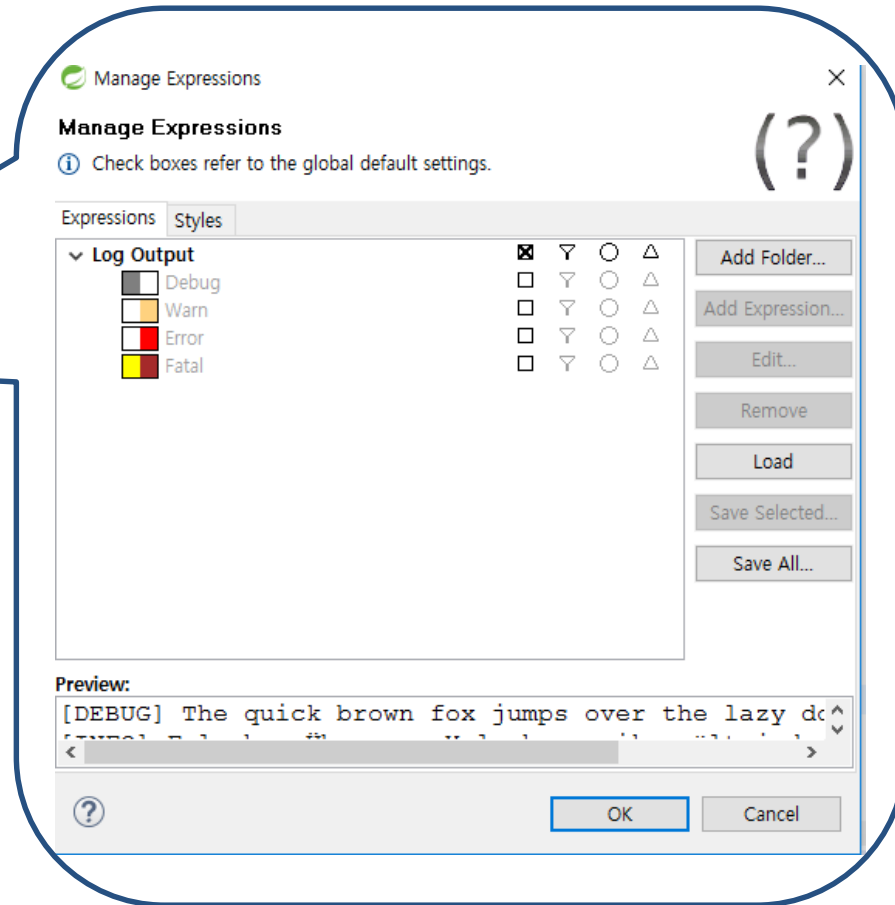 Manage Expressions
Manage Expressions
Check boxes refer to the global default settings.
(?)
Expressions Styles
Log Output
Debug
Warn
Error
Fatal
Add Folder...
Add Expression...
Edit...
Remove
Load
Save Selected...
Save All...
Preview:
[DEBUG] The quick brown fox jumps over the lazy do
OK Cancel